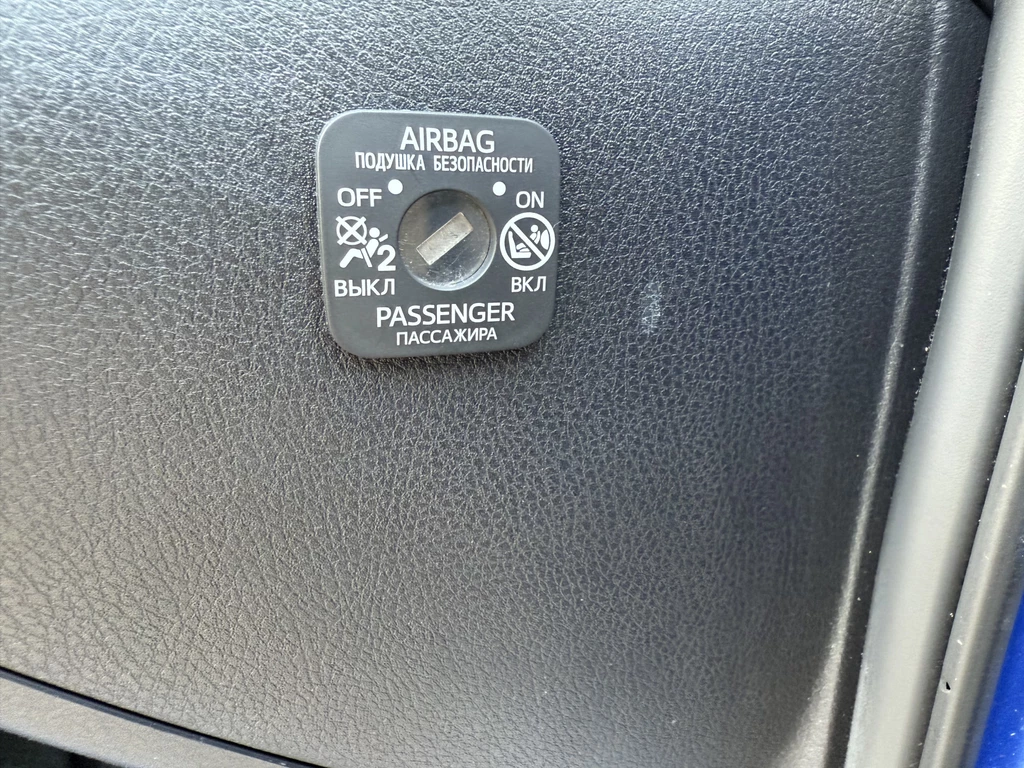 AIRBAG
ПОДУШКА БЕЗОПАСНОСТИ
OFF ON
2
ВЫКЛ ВКЛ
PASSENGER
ПАССАЖИРА